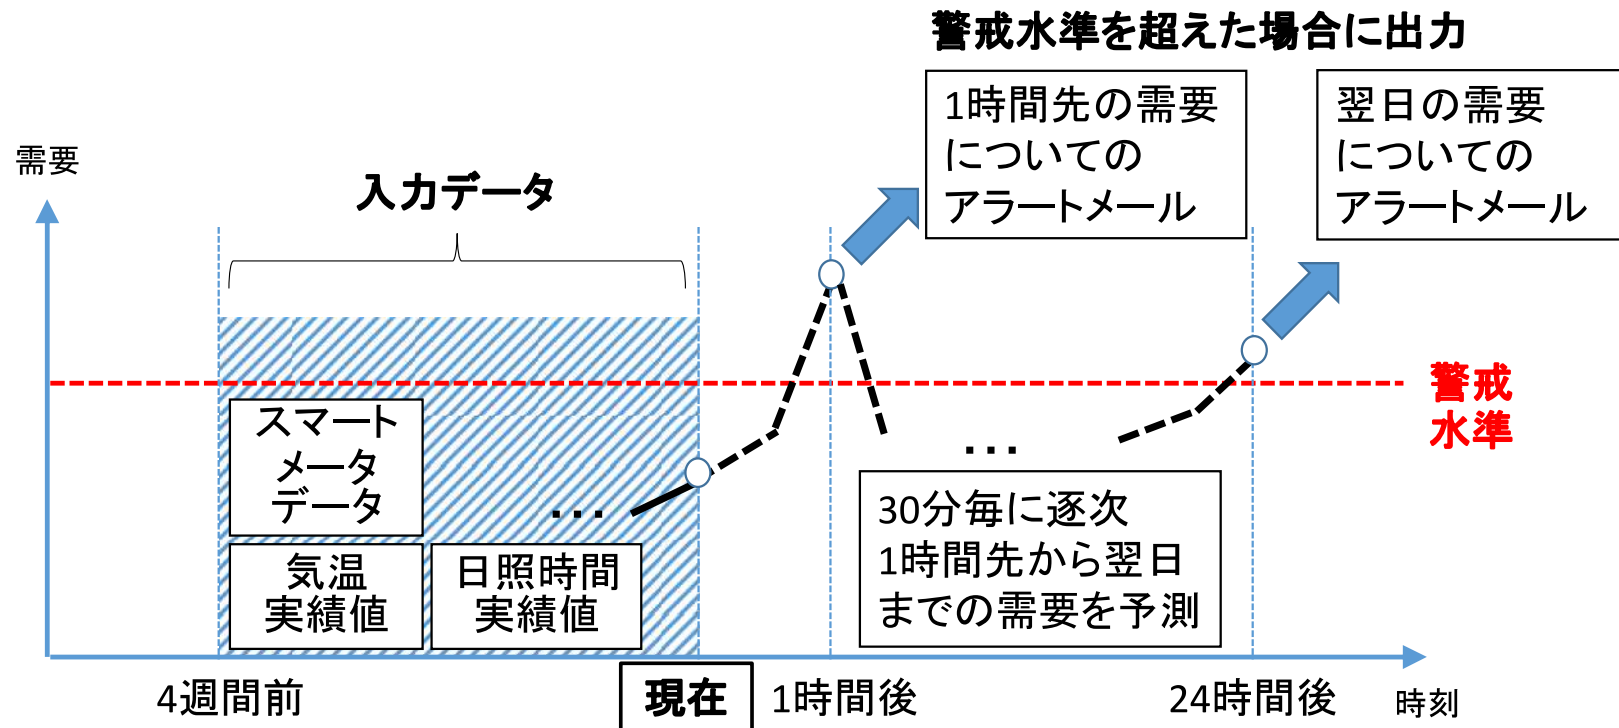 警戒水準を超えた場合に出力
1時間先の需要
についての
アラートメール
翌日の需要
についての
アラートメール
需要
入力データ
警戒
水準
スマート
メータ
データ
気温
実績値
日照時間
実績値
...
...
30分毎に逐次
1時間先から翌日
までの需要を予測
4週間前
現在
1時間後
24時間後
時刻